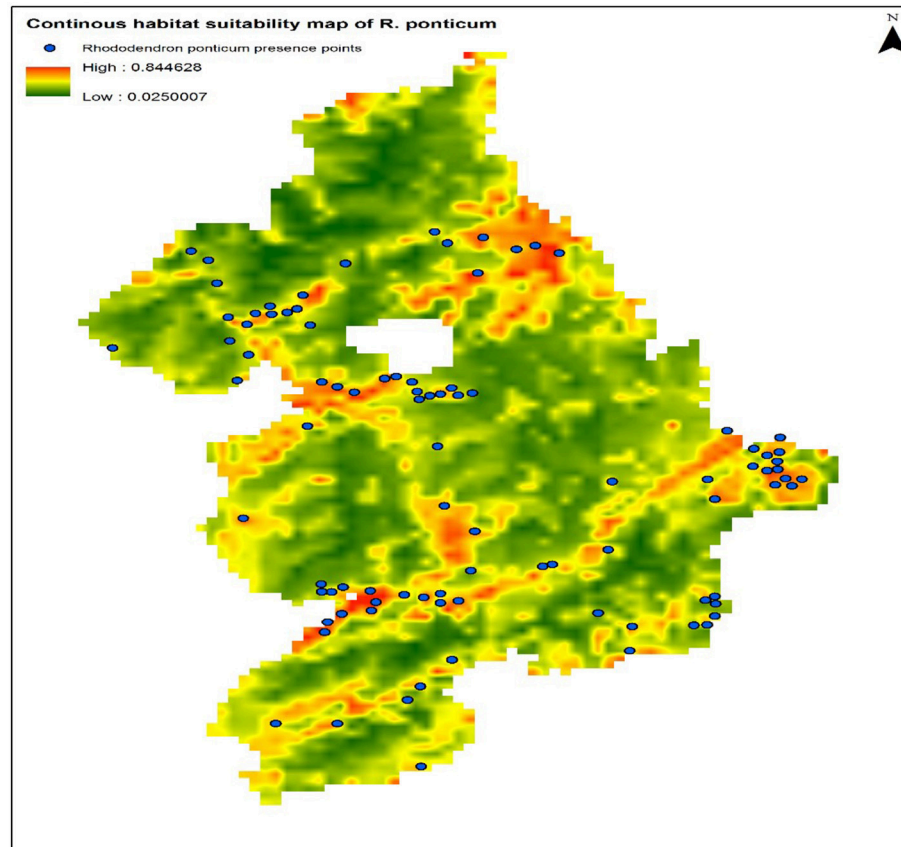 Continous habitat suitability map of R. ponticum
N
Rhododendron ponticum presence points
High : 0.844628
Low : 0.0250007